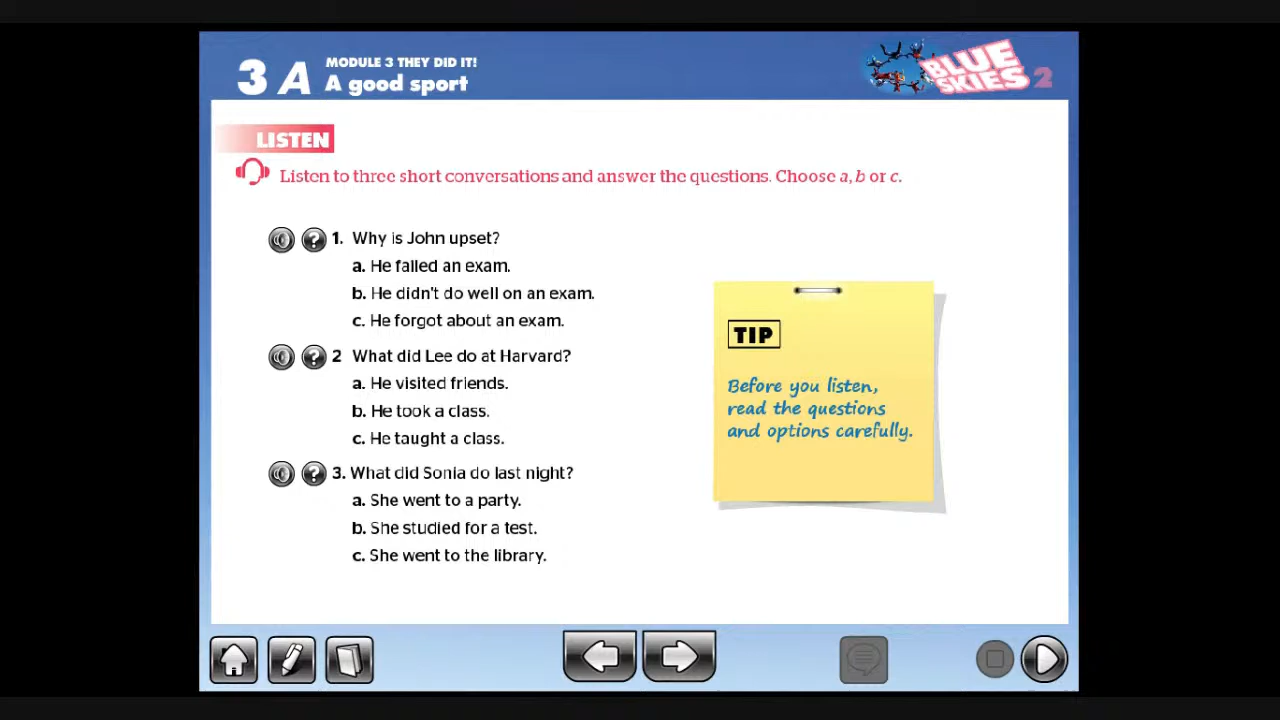 3 A
MODULE 3 THEY DID IT!
A good sport
BLUE
SKIES 2
LISTEN
Listen to three short conversations and answer the questions. Choose a, b or c.
1. Why is John upset?
a. He failed an exam.
b. He didn't do well on an exam.
c. He forgot about an exam.
2 What did Lee do at Harvard?
a. He visited friends.
b. He took a class.
c. He taught a class.
3. What did Sonia do last night?
a. She went to a party.
b. She studied for a test.
c. She went to the library.
TIP
Before you listen,
read the questions
and options carefully.